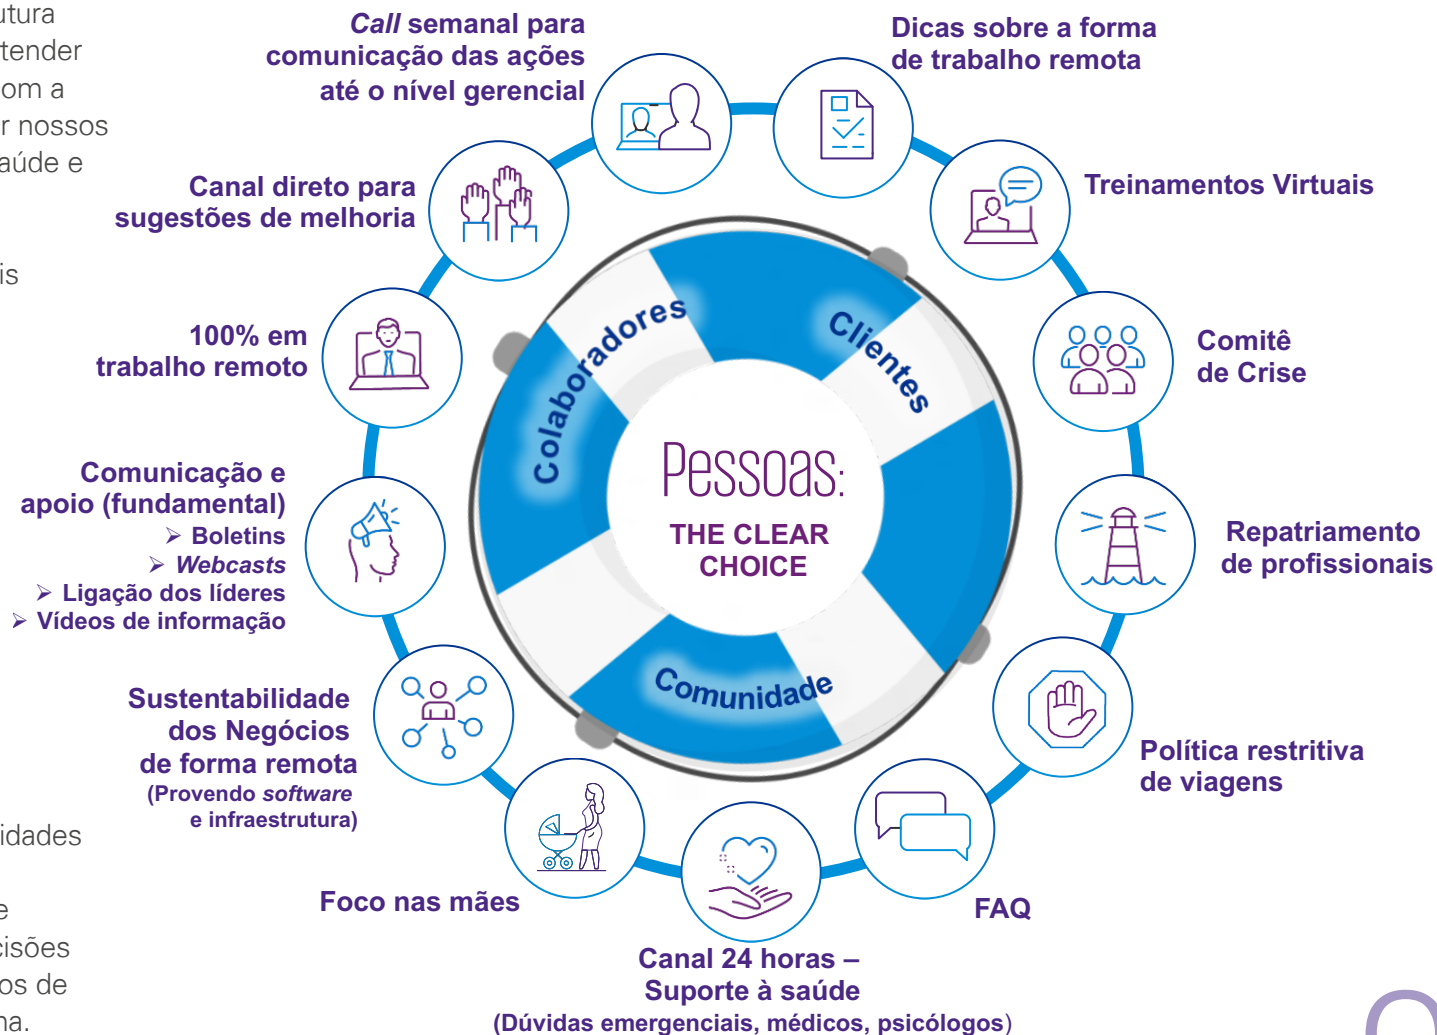 Call semanal para
comunicação das ações
até o nível gerencial
Dicas sobre a forma
de trabalho remota
Treinamentos Virtuais
Comitê
de Crise
Repatriamento
de profissionais
Política restritiva
de viagens
FAQ
Canal 24 horas –
Suporte à saúde
(Dúvidas emergenciais, médicos, psicólogos)
Foco nas mães
Sustentabilidade
dos Negócios
de forma remota
(Provendo software
e infraestrutura)
Comunicação e
apoio (fundamental)
➢ Boletins
➢ Webcasts
➢ Ligação dos líderes
➢ Vídeos de informação
100% em
trabalho remoto
Canal direto para
sugestões de melhoria
Colaboradores
Clientes
Comunidade
Pessoas:
THE CLEAR
CHOICE
utura
tender
om a
r nossos
aúde e
is
idades
e
cisões
os de
na.